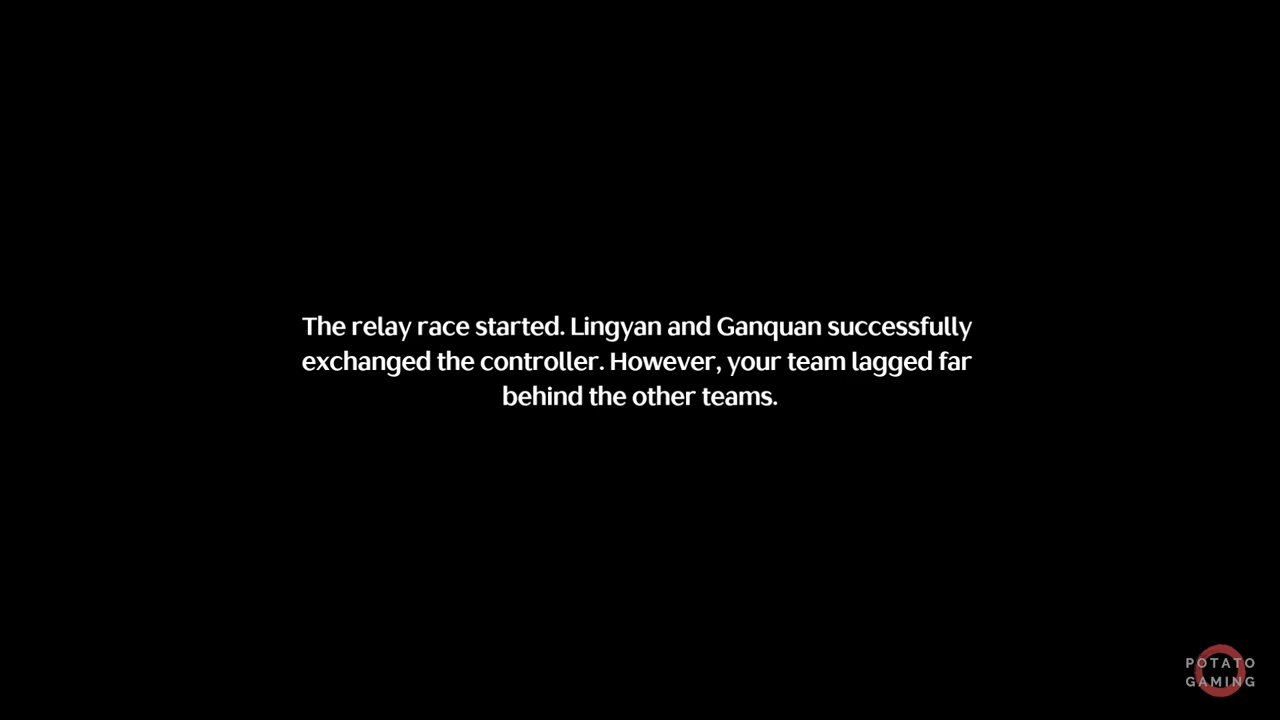 The relay race started. Lingyan and Ganquan successfully
exchanged the controller. However, your team lagged far
behind the other teams.
POTATO
GAMING